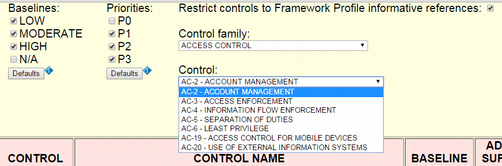 Baselines:
LOW
MODERATE
HIGH
N/A
Defaults
Priorities:
P0
P1
P2
P3
Defaults
Restrict controls to Framework Profile informative references:
Control family:
ACCESS CONTROL
Control:
AC-2 - ACCOUNT MANAGEMENT
AC-2 - ACCOUNT MANAGEMENT
AC-3 - ACCESS ENFORCEMENT
AC-4 - INFORMATION FLOW ENFORCEMENT
AC-5 - SEPARATION OF DUTIES
AC-6 - LEAST PRIVILEGE
AC-19 - ACCESS CONTROL FOR MOBILE DEVICES
AC-20 - USE OF EXTERNAL INFORMATION SYSTEMS
CONTROL
CONTROL NAME
BASELINE
AD
SU